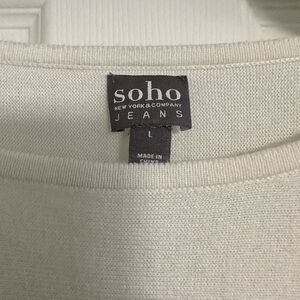 soho
NEW YORK & COMPANY
JEANS
L
MADE IN
CHINA